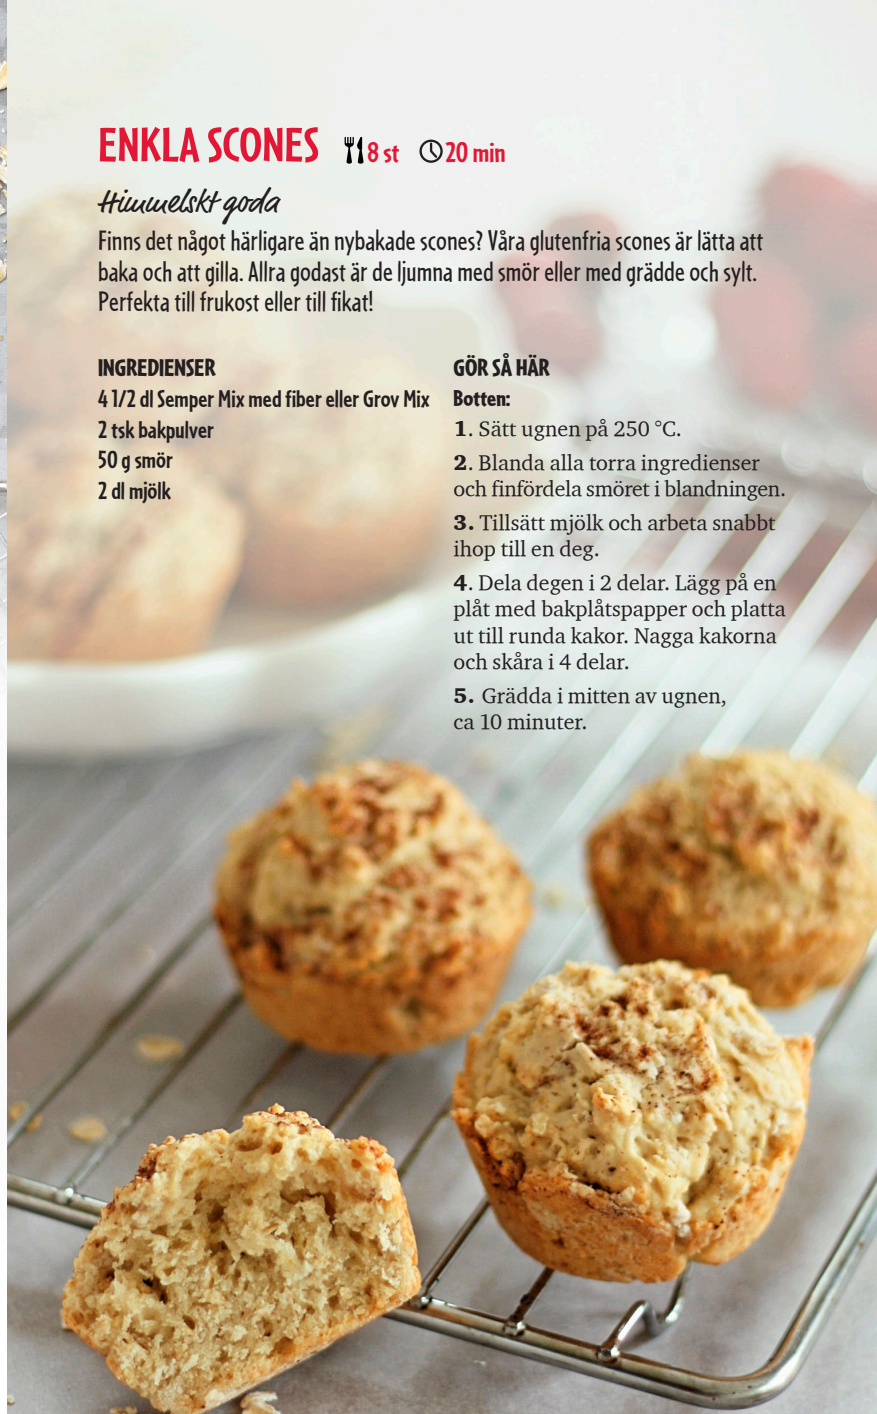 ENKLA SCONES 8 st 20 min
Himmelskt goda
Finns det något härligare än nybakade scones? Våra glutenfria scones är lätta att
baka och att gilla. Allra godast är de ljumna med smör eller med grädde och sylt.
Perfekta till frukost eller till fikat!
INGREDIENSER
4 1/2 dl Semper Mix med fiber eller Grov Mix
2 tsk bakpulver
50 g smör
2 dl mjölk
GÖR SÅ HÄR
Botten:
1. Sätt ugnen på 250 °C.
2. Blanda alla torra ingredienser
och finfördela smöret i blandningen.
3. Tillsätt mjölk och arbeta snabbt
ihop till en deg.
4. Dela degen i 2 delar. Lägg på en
plåt med bakplåtspapper och platta
ut till runda kakor. Nagga kakorna
och skåra i 4 delar.
5. Grädda i mitten av ugnen,
ca 10 minuter.